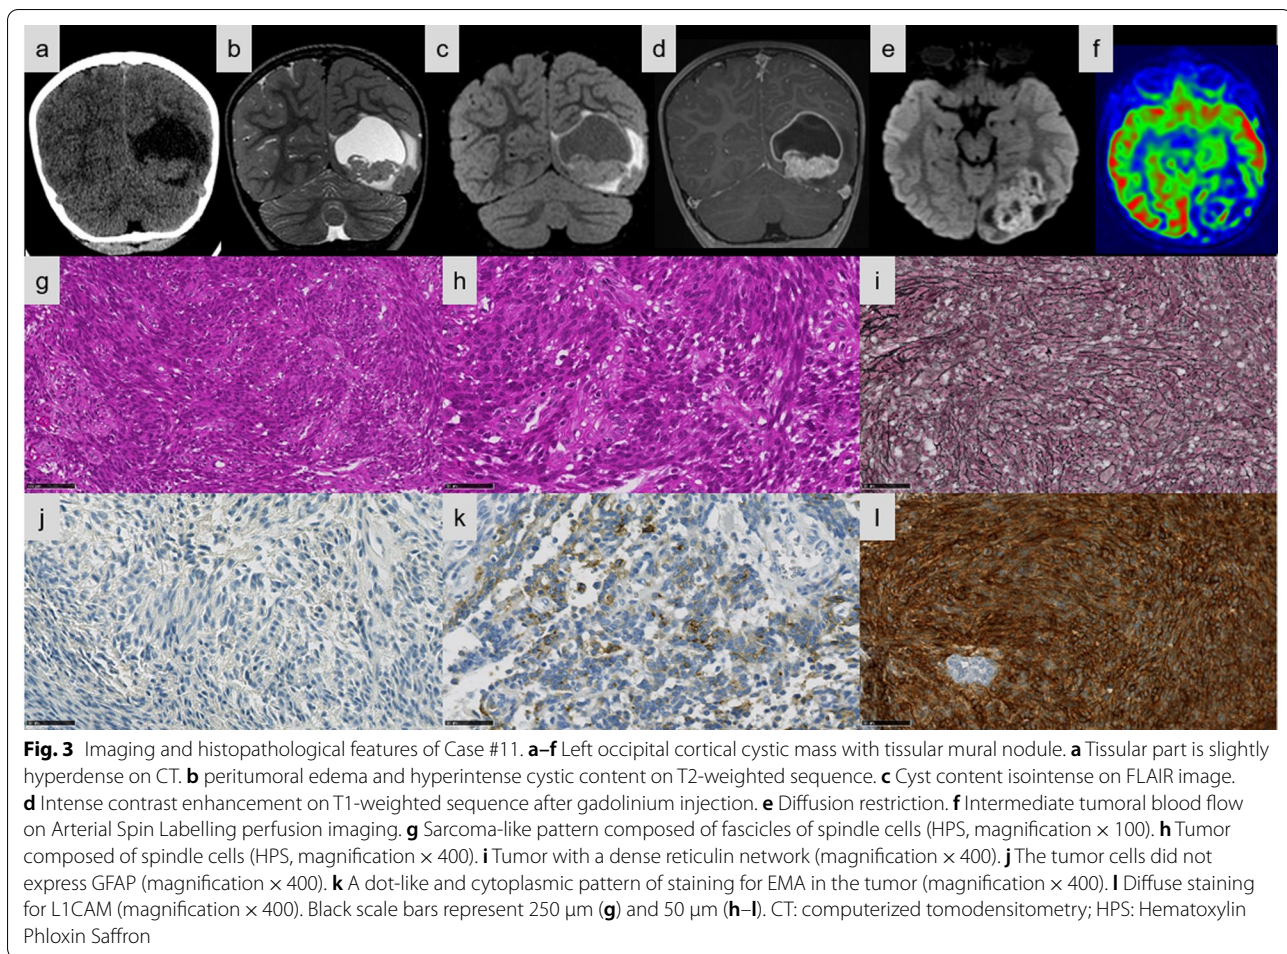 a
b
c
d
e
f
g
h
i
j
k
l
Fig. 3 Imaging and histopathological features of Case #11. a–f Left occipital cortical cystic mass with tissular mural nodule. a Tissular part is slightly
hyperdense on CT. b peritumoral edema and hyperintense cystic content on T2-weighted sequence. c Cyst content isointense on FLAIR image.
d Intense contrast enhancement on T1-weighted sequence after gadolinium injection. e Diffusion restriction. f Intermediate tumoral blood flow
on Arterial Spin Labelling perfusion imaging. g Sarcoma-like pattern composed of fascicles of spindle cells (HPS, magnification × 100). h Tumor
composed of spindle cells (HPS, magnification × 400). i Tumor with a dense reticulin network (magnification × 400). j The tumor cells did not
express GFAP (magnification × 400). k A dot-like and cytoplasmic pattern of staining for EMA in the tumor (magnification × 400). l Diffuse staining
for L1CAM (magnification × 400). Black scale bars represent 250 μm (g) and 50 μm (h–l). CT: computerized tomodensitometry; HPS: Hematoxylin
Phloxin Saffron